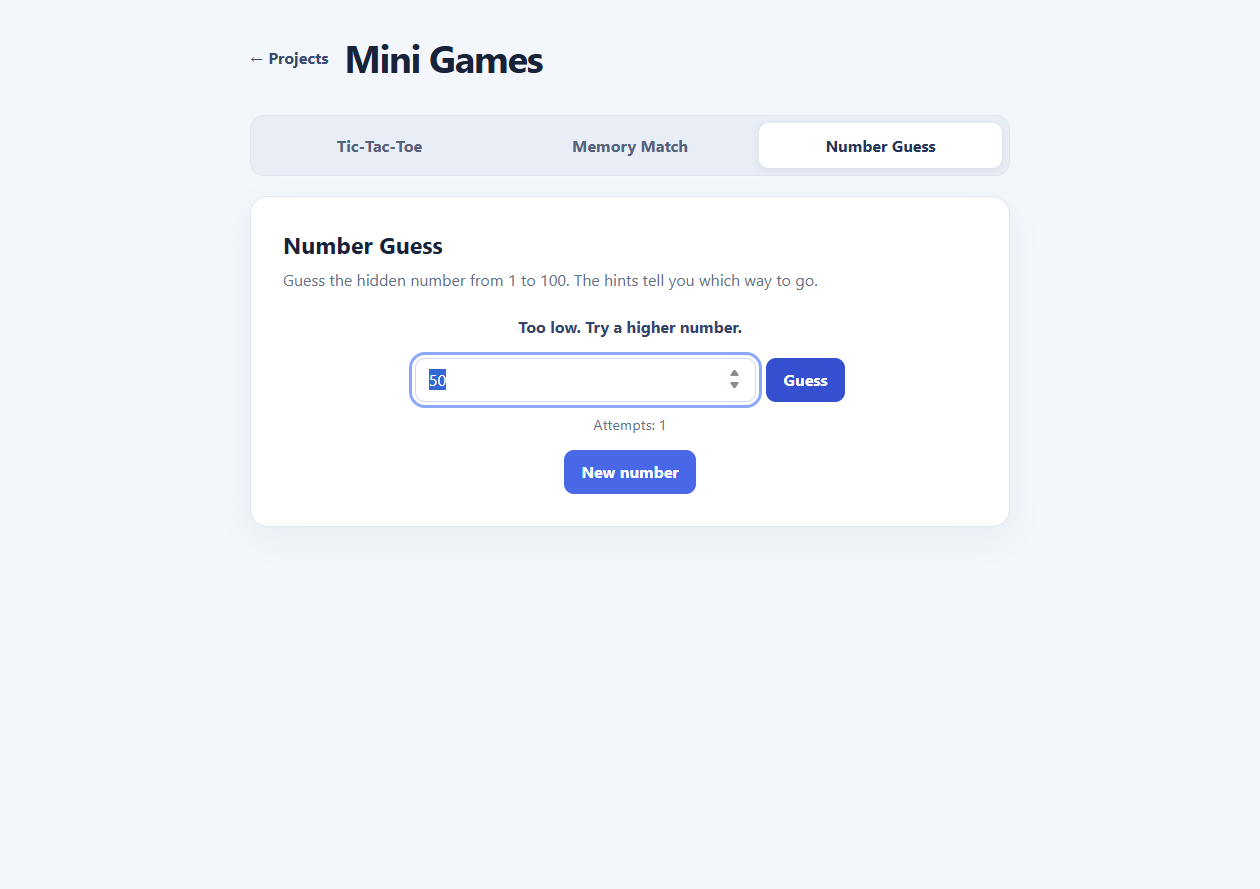 ← Projects Mini Games
Tic-Tac-Toe Memory Match Number Guess
Number Guess
Guess the hidden number from 1 to 100. The hints tell you which way to go.
Too low. Try a higher number.
50 Guess
Attempts: 1
New number